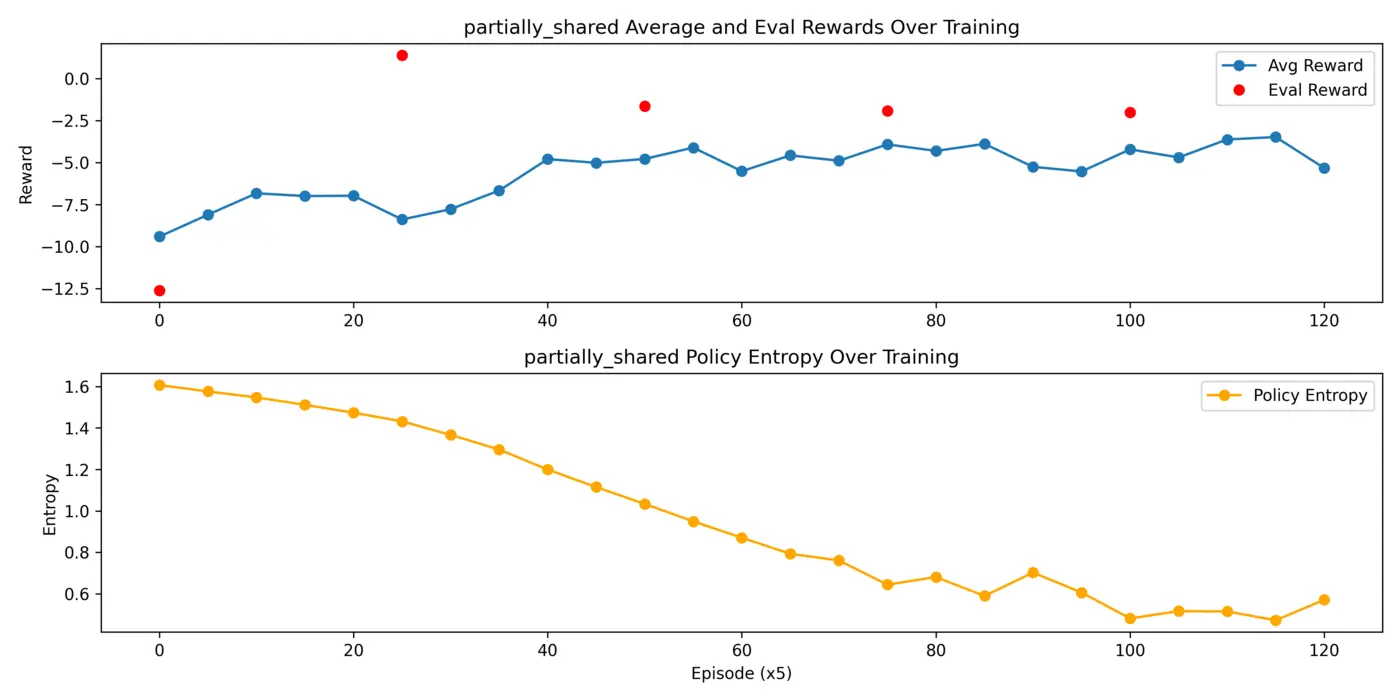 partially_shared Average and Eval Rewards Over Training
Avg Reward
Eval Reward
Reward
0.0
−2.5
−5.0
−7.5
−10.0
−12.5
0 20 40 60 80 100 120
partially_shared Policy Entropy Over Training
Policy Entropy
Entropy
1.6
1.4
1.2
1.0
0.8
0.6
0 20 40 60 80 100 120
Episode (x5)